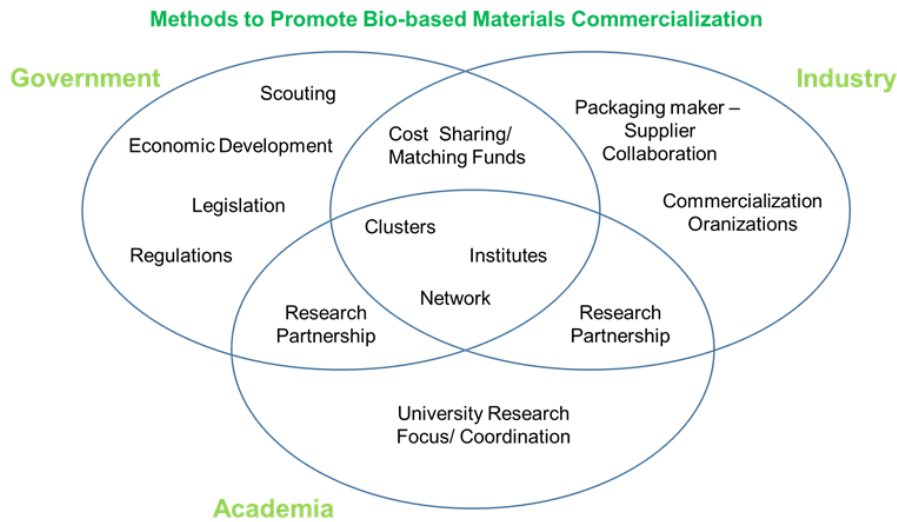 Methods to Promote Bio-based Materials Commercialization
Government
Industry
Scouting
Economic Development
Legislation
Regulations
Cost Sharing/
Matching Funds
Packaging maker –
Supplier
Collaboration
Commercialization
Oranizations
Clusters
Institutes
Network
Research
Partnership
Research
Partnership
University Research
Focus/ Coordination
Academia